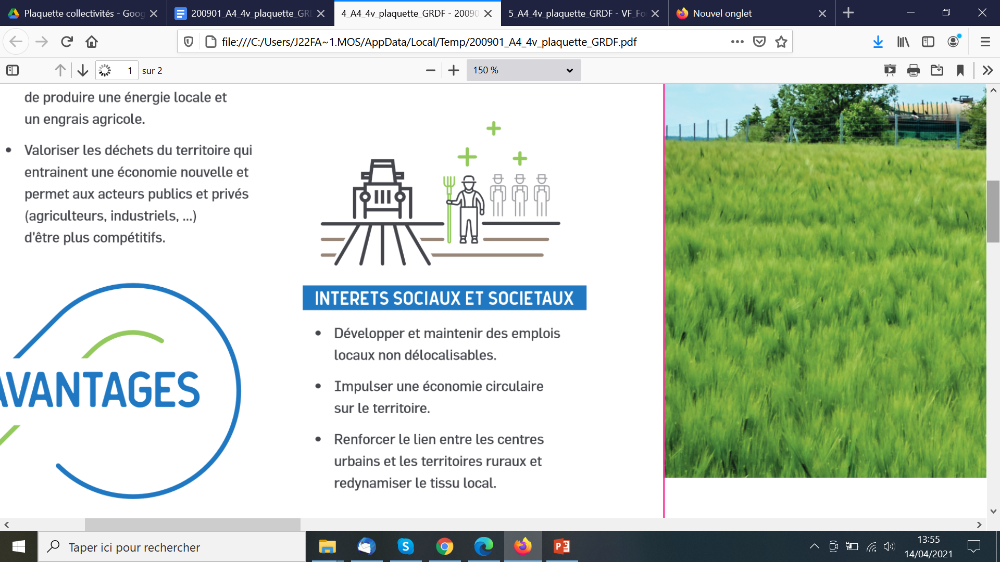 Plaquette collectivités - Goog
200901_A4_4v_plaquette_GRD
4_A4_4v_plaquette_GRDF - 20090
5_A4_4v_plaquette_GRDF - VF_Fo
Nouvel onglet
file:///C:/Users/J22FA~1.MOS/AppData/Local/Temp/200901_A4_4v_plaquette_GRDF.pdf
1 sur 2
150 %
de produire une énergie locale et
un engrais agricole.
• Valoriser les déchets du territoire qui
entrainent une économie nouvelle et
permet aux acteurs publics et privés
(agriculteurs, industriels, ...)
d'être plus compétitifs.
AVANTAGES
INTERETS SOCIAUX ET SOCIETAUX
• Développer et maintenir des emplois
locaux non délocalisables.
• Impulser une économie circulaire
sur le territoire.
• Renforcer le lien entre les centres
urbains et les territoires ruraux et
redynamiser le tissu local.
Taper ici pour rechercher
13:55
14/04/2021